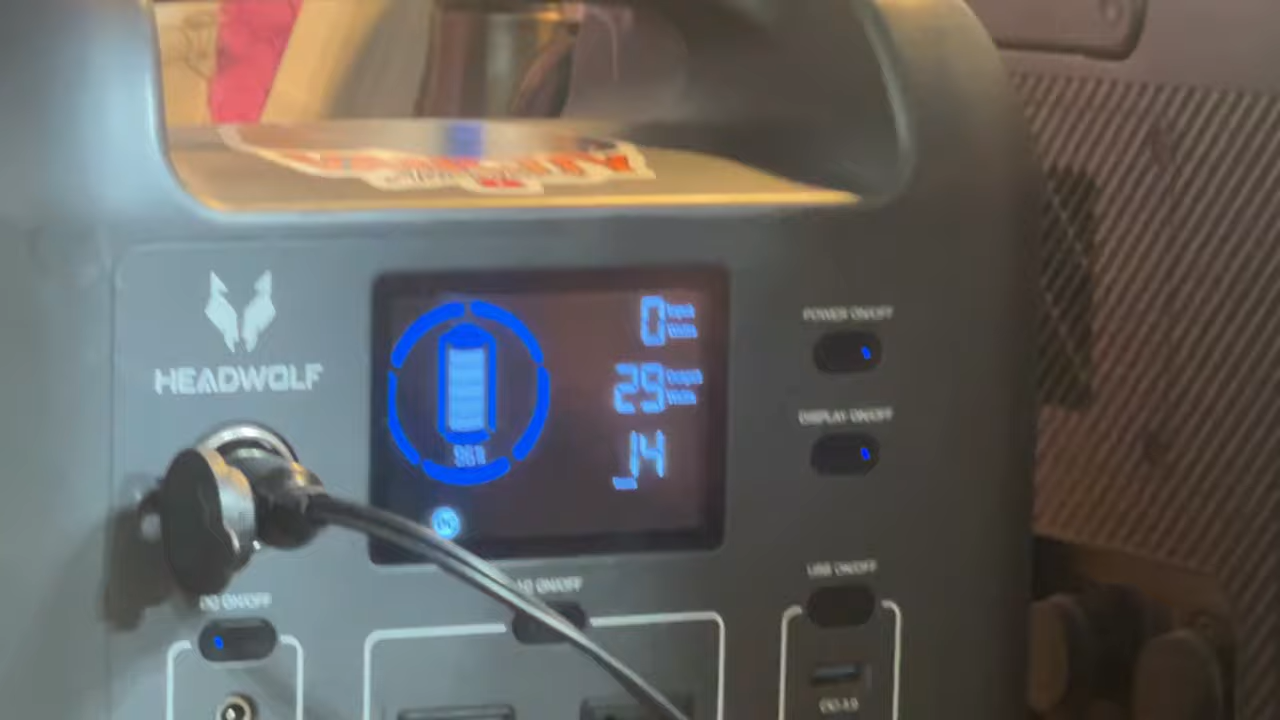 HEADWOLF
0 Input Watts
29 Output Watts
14
POWER ON/OFF
DISPLAY ON/OFF
DC ON/OFF
AC ON/OFF
USB ON/OFF